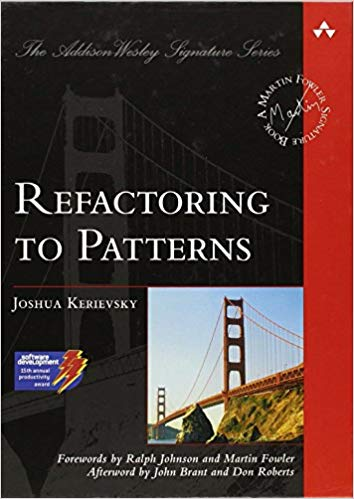 The Addison-Wesley Signature Series
A MARTIN FOWLER SIGNATURE BOOK
Martin
REFACTORING
TO PATTERNS
JOSHUA KERIEVSKY
software
development
15th annual
productivity
award
Forewords by Ralph Johnson and Martin Fowler
Afterword by John Brant and Don Roberts